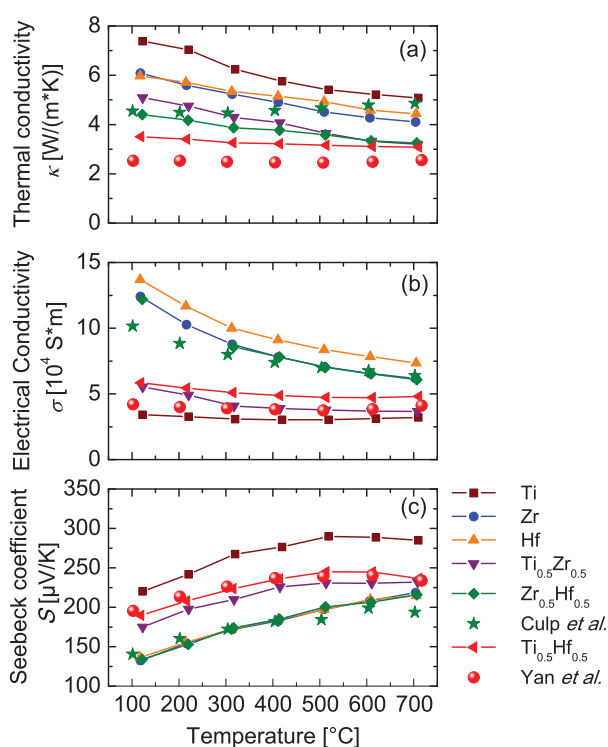 (a)
Thermal conductivity
κ [W/(m*K)]
8
6
4
2
0
(b)
Electrical Conductivity
σ [10⁴ S*m]
15
10
5
0
(c)
Seebeck coefficient
S [µV/K]
350
300
250
200
150
100
100 200 300 400 500 600 700
Temperature [°C]
Ti
Zr
Hf
Ti₀.₅Zr₀.₅
Zr₀.₅Hf₀.₅
Culp et al.
Ti₀.₅Hf₀.₅
Yan et al.